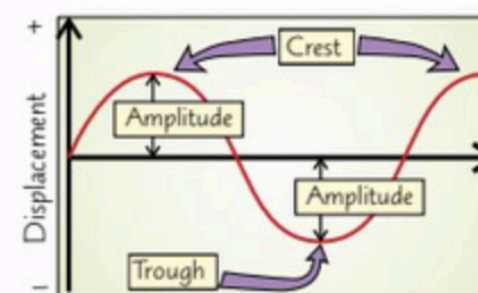 +
Crest
Amplitude
Displacement
Amplitude
Trough
–